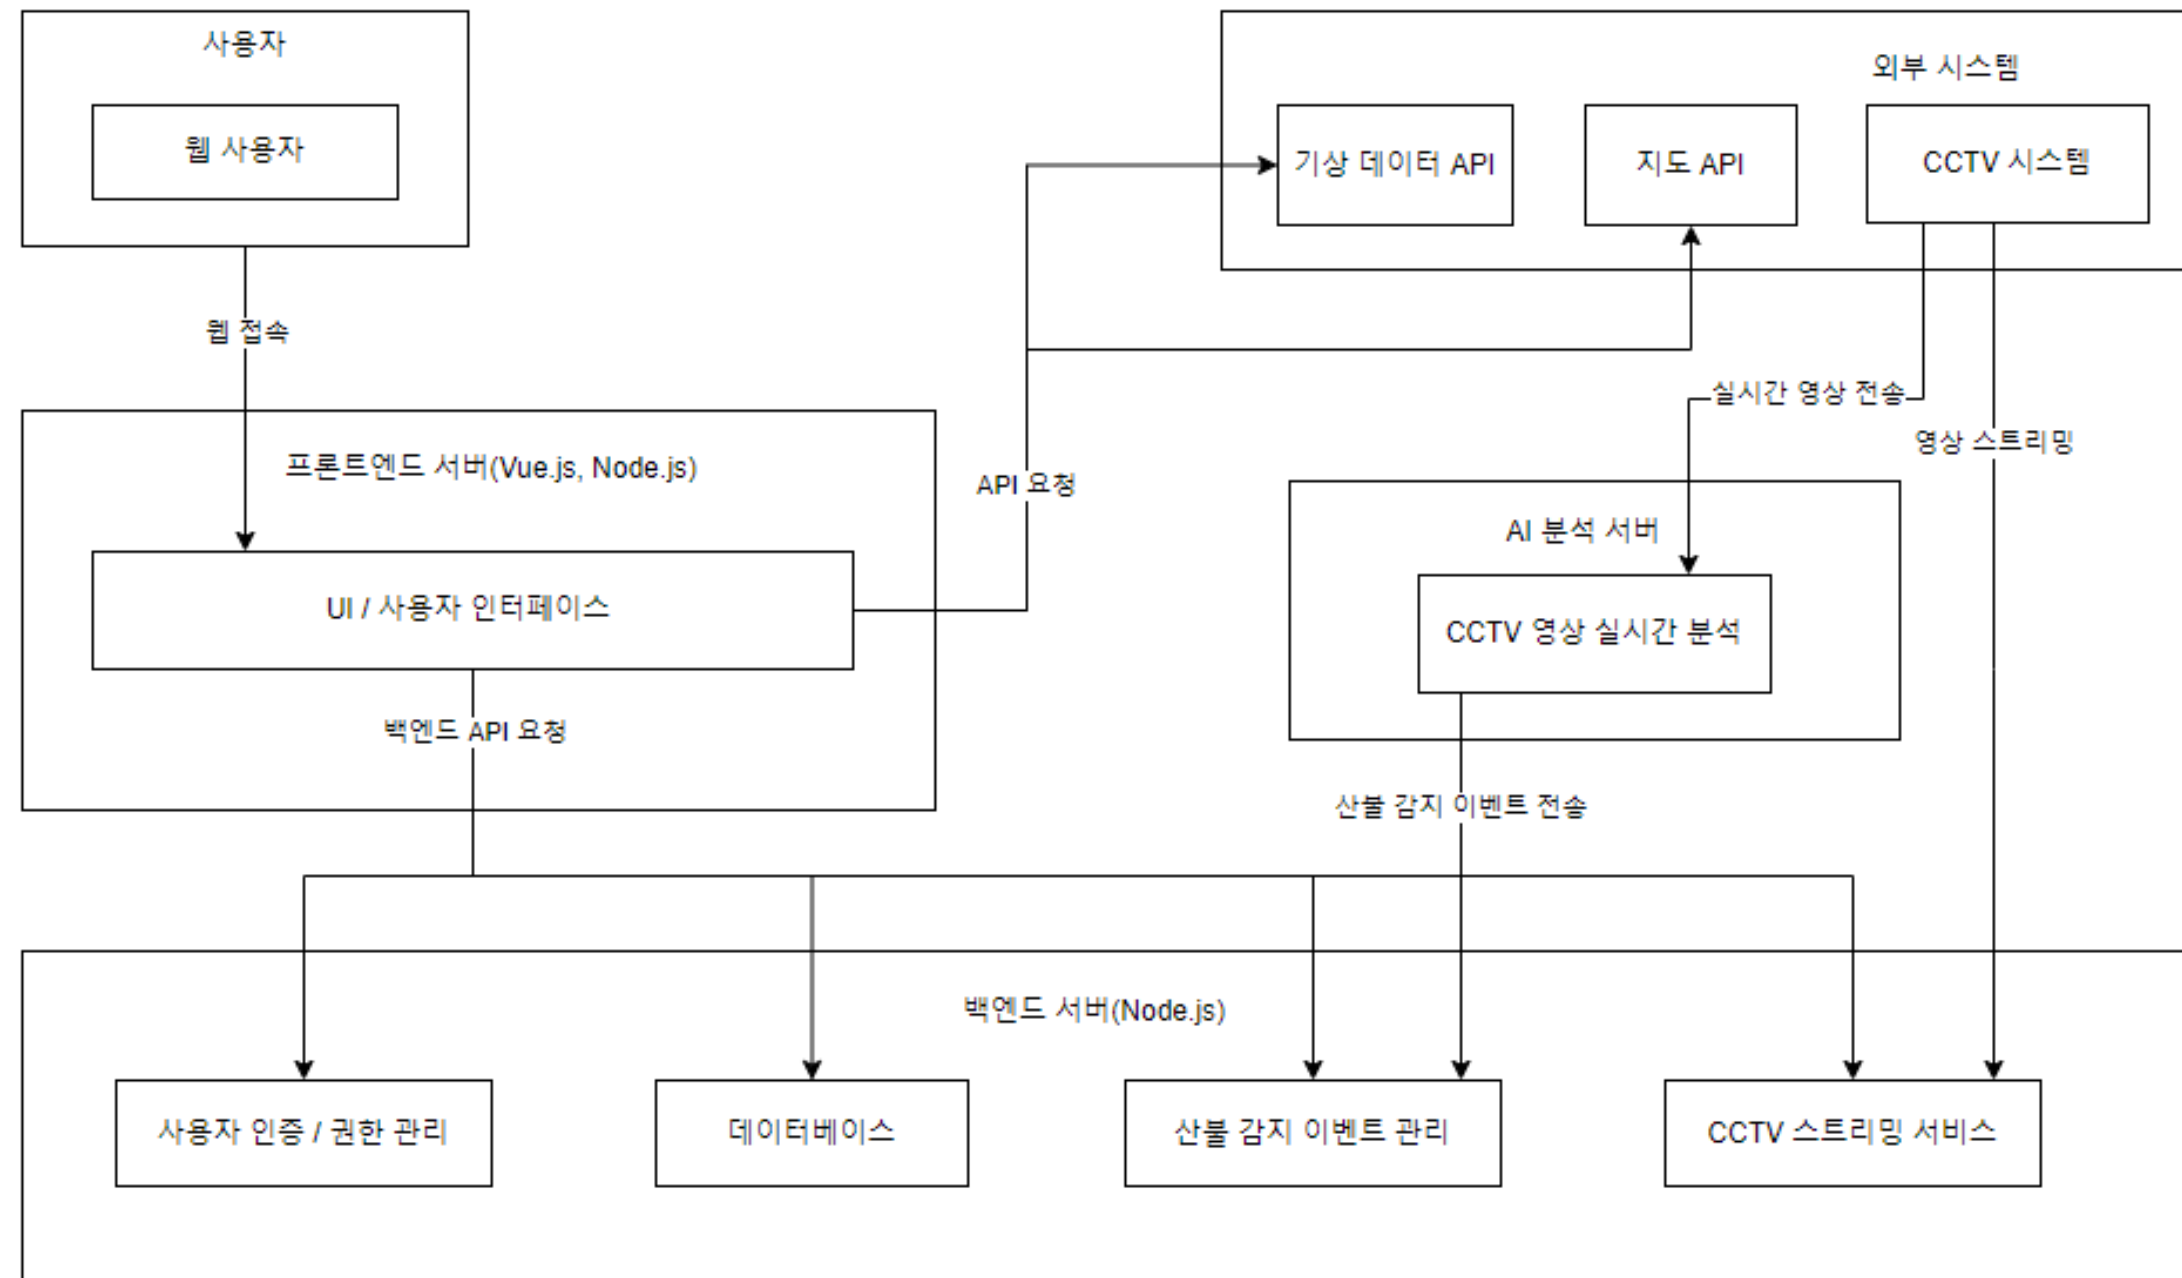 사용자
웹 사용자
외부 시스템
기상 데이터 API
지도 API
CCTV 시스템
웹 접속
실시간 영상 전송
영상 스트리밍
프론트엔드 서버(Vue.js, Node.js)
API 요청
AI 분석 서버
UI / 사용자 인터페이스
CCTV 영상 실시간 분석
백엔드 API 요청
산불 감지 이벤트 전송
백엔드 서버(Node.js)
사용자 인증 / 권한 관리
데이터베이스
산불 감지 이벤트 관리
CCTV 스트리밍 서비스